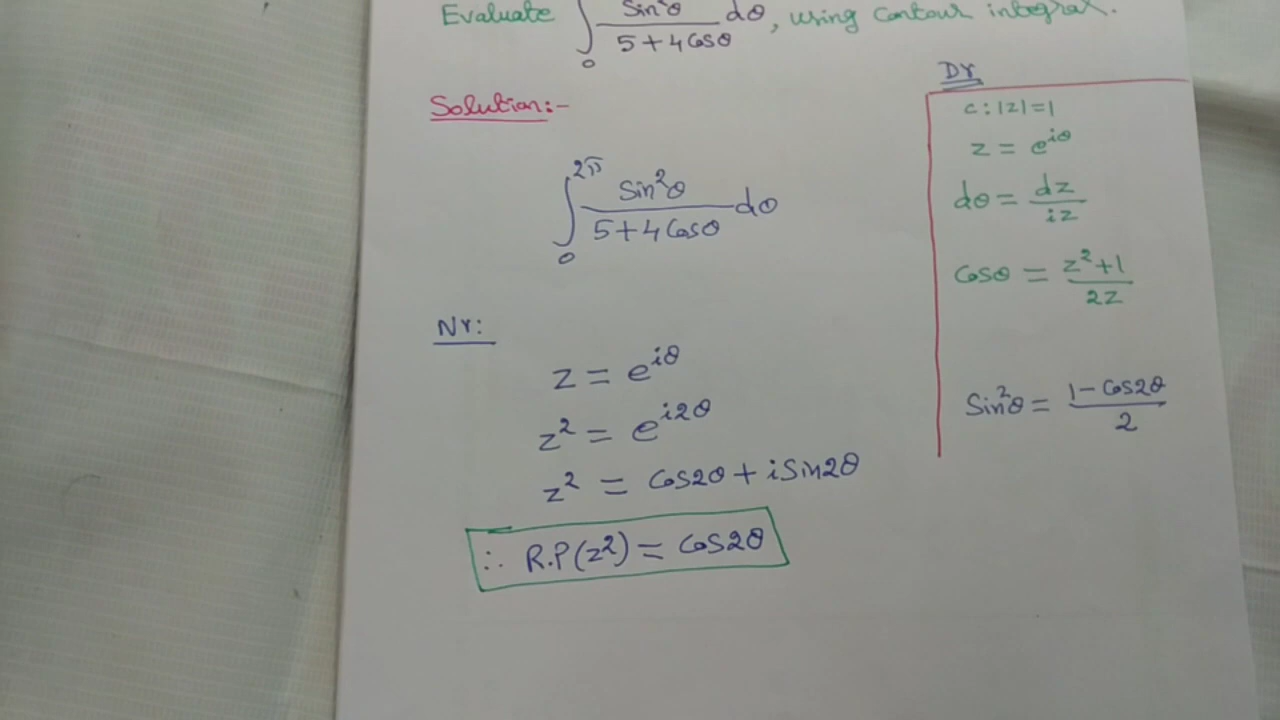 Evaluate ∫₀ Sin²θ / 5+4Cosθ dθ, using Contour integral.
Solution:-
∫₀^2π Sin²θ / 5+4Cosθ dθ
Nr:
z = e^iθ
z² = e^i2θ
z² = Cos2θ + iSin2θ
∴ R.P(z²) = Cos2θ
Dr
C:|z|=1
z = e^iθ
dθ = dz / iz
Cosθ = z²+1 / 2z
Sin²θ = 1-Cos2θ / 2